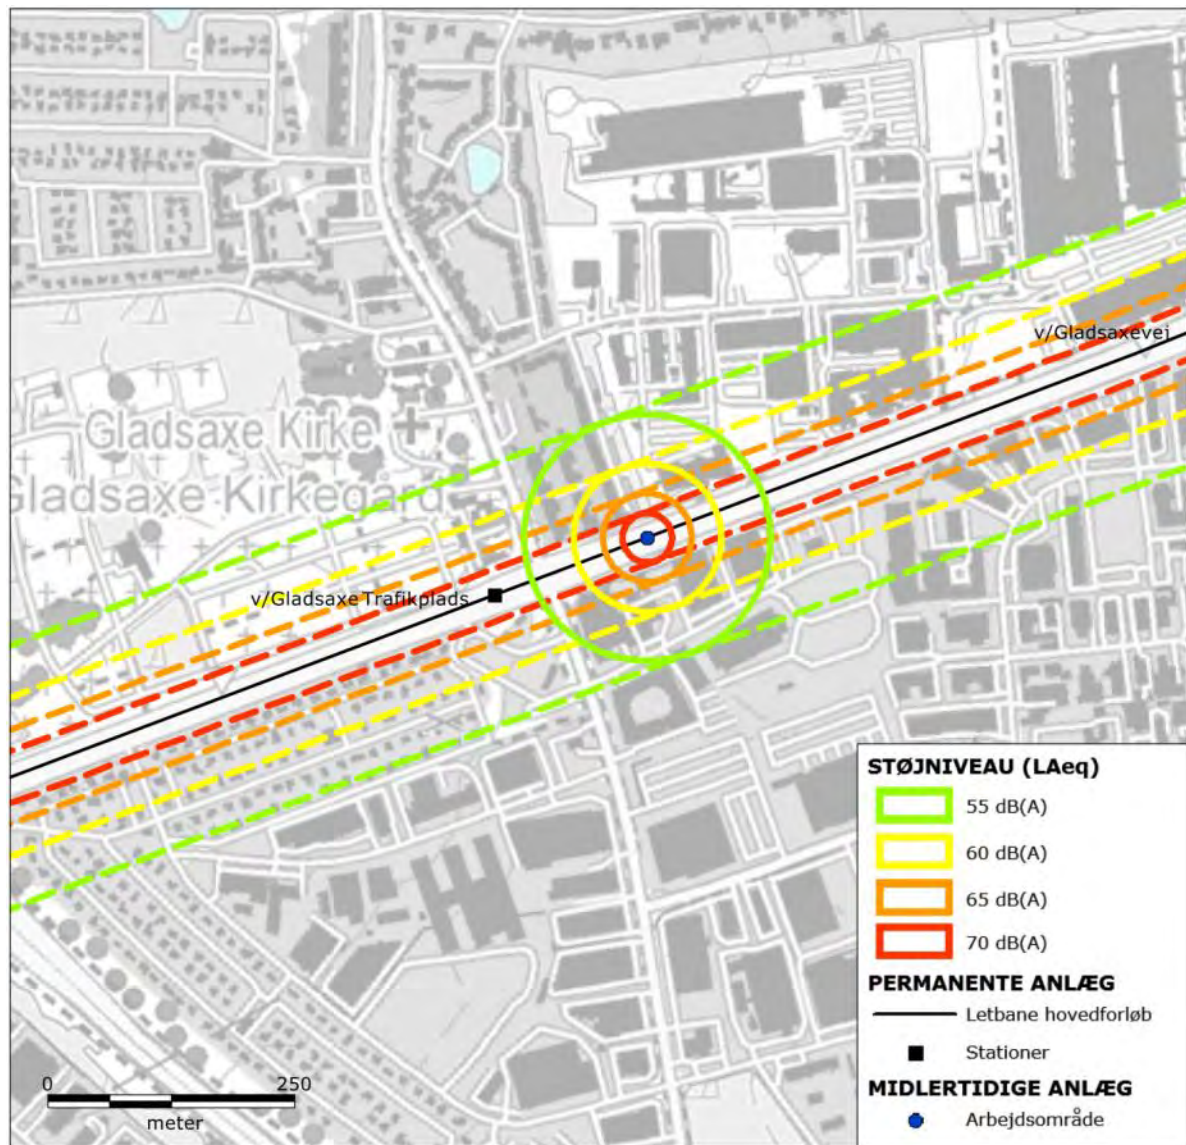 v/Gladsaxevej
Gladsaxe Kirke
Gladsaxe Kirkegård
v/Gladsaxe Trafikplads
STØJNIVEAU (LAeq)
55 dB(A)
60 dB(A)
65 dB(A)
70 dB(A)
PERMANENTE ANLÆG
Letbane hovedforløb
Stationer
MIDLERTIDIGE ANLÆG
Arbejdsområde
0 250
meter